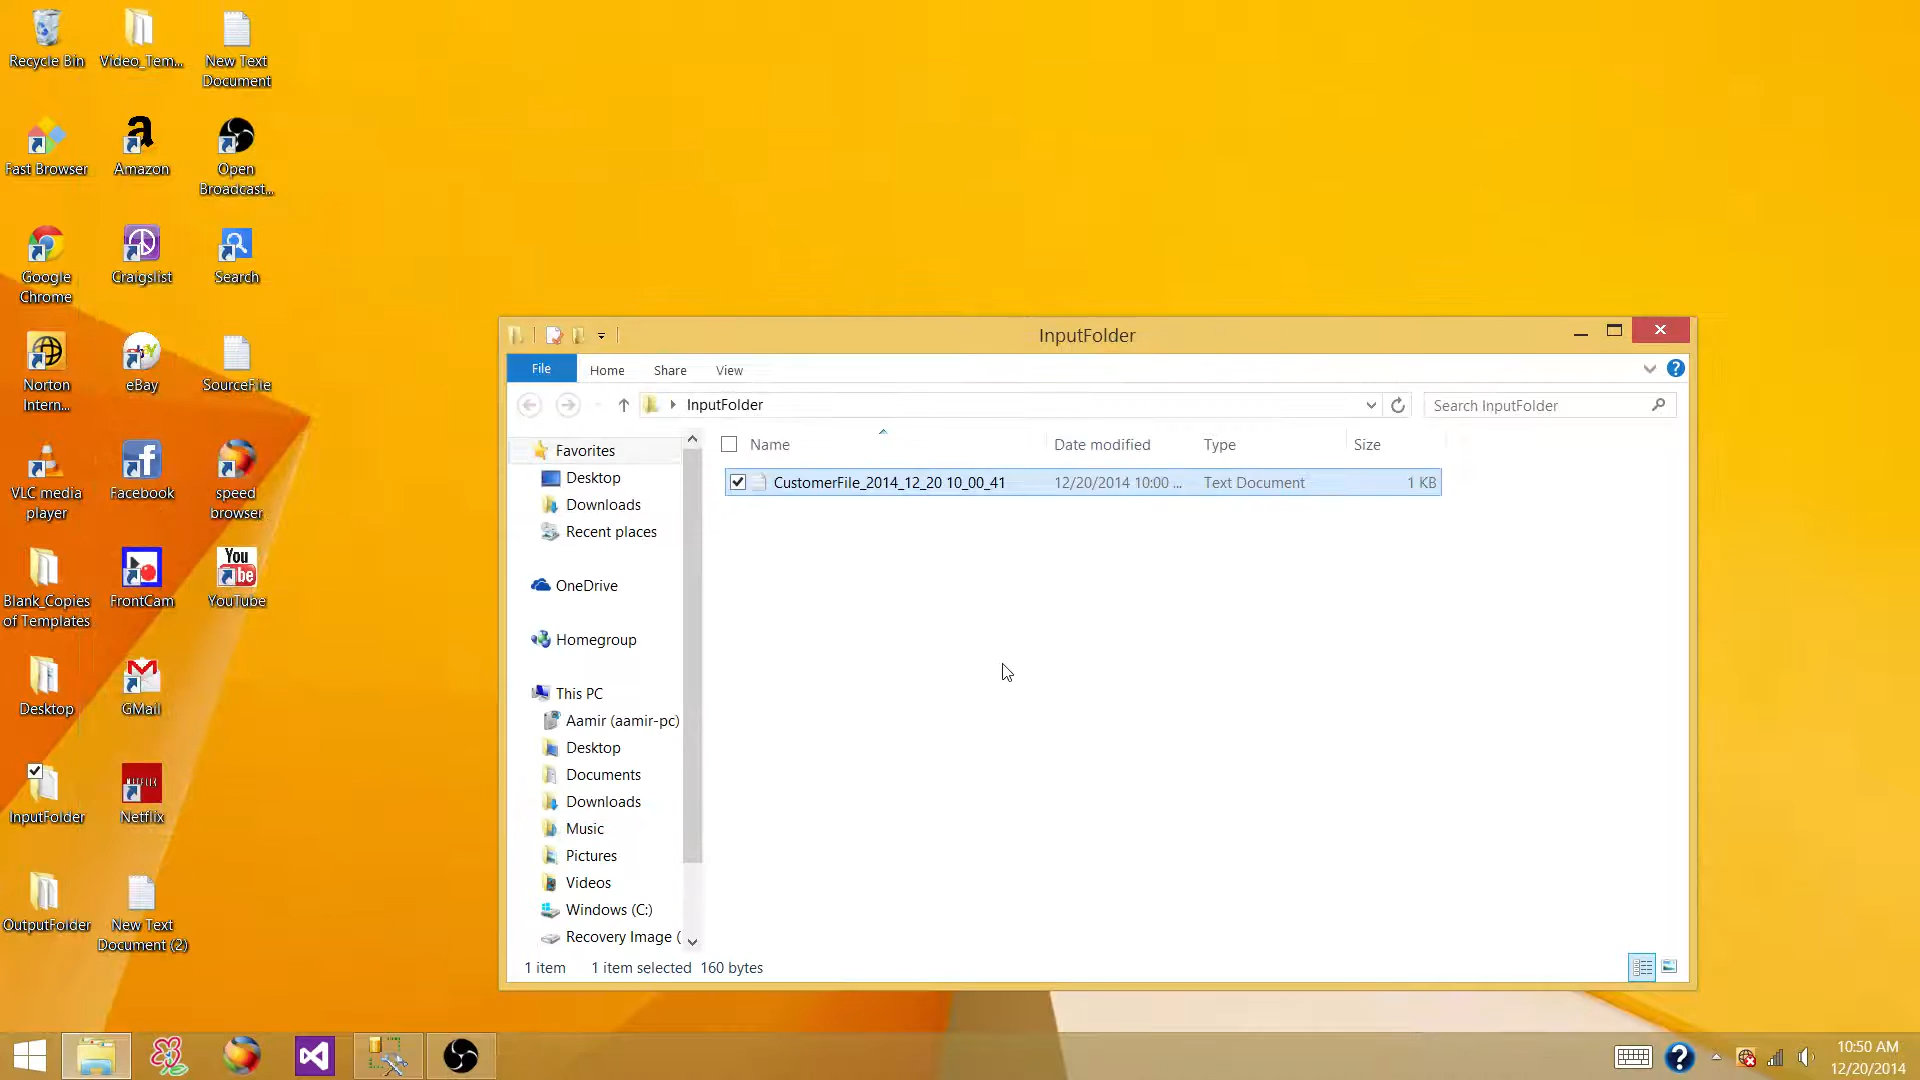 Recycle Bin
Video_Tem...
New Text
Document
Fast Browser
Amazon
Open
Broadcast...
Google
Chrome
Craigslist
Search
Norton
Intern...
eBay
SourceFile
VLC media
player
Facebook
speed
browser
Blank_Copies
of Templates
FrontCam
You
Tube
YouTube
Desktop
GMail
InputFolder
NETFLIX
Netflix
OutputFolder
New Text
Document (2)
InputFolder
File Home Share View
InputFolder
Search InputFolder
Favorites
Desktop
Downloads
Recent places
OneDrive
Homegroup
This PC
Aamir (aamir-pc)
Desktop
Documents
Downloads
Music
Pictures
Videos
Windows (C:)
Recovery Image (
Name Date modified Type Size
CustomerFile_2014_12_20 10_00_41 12/20/2014 10:00 ... Text Document 1 KB
1 item 1 item selected 160 bytes
10:50 AM
12/20/2014